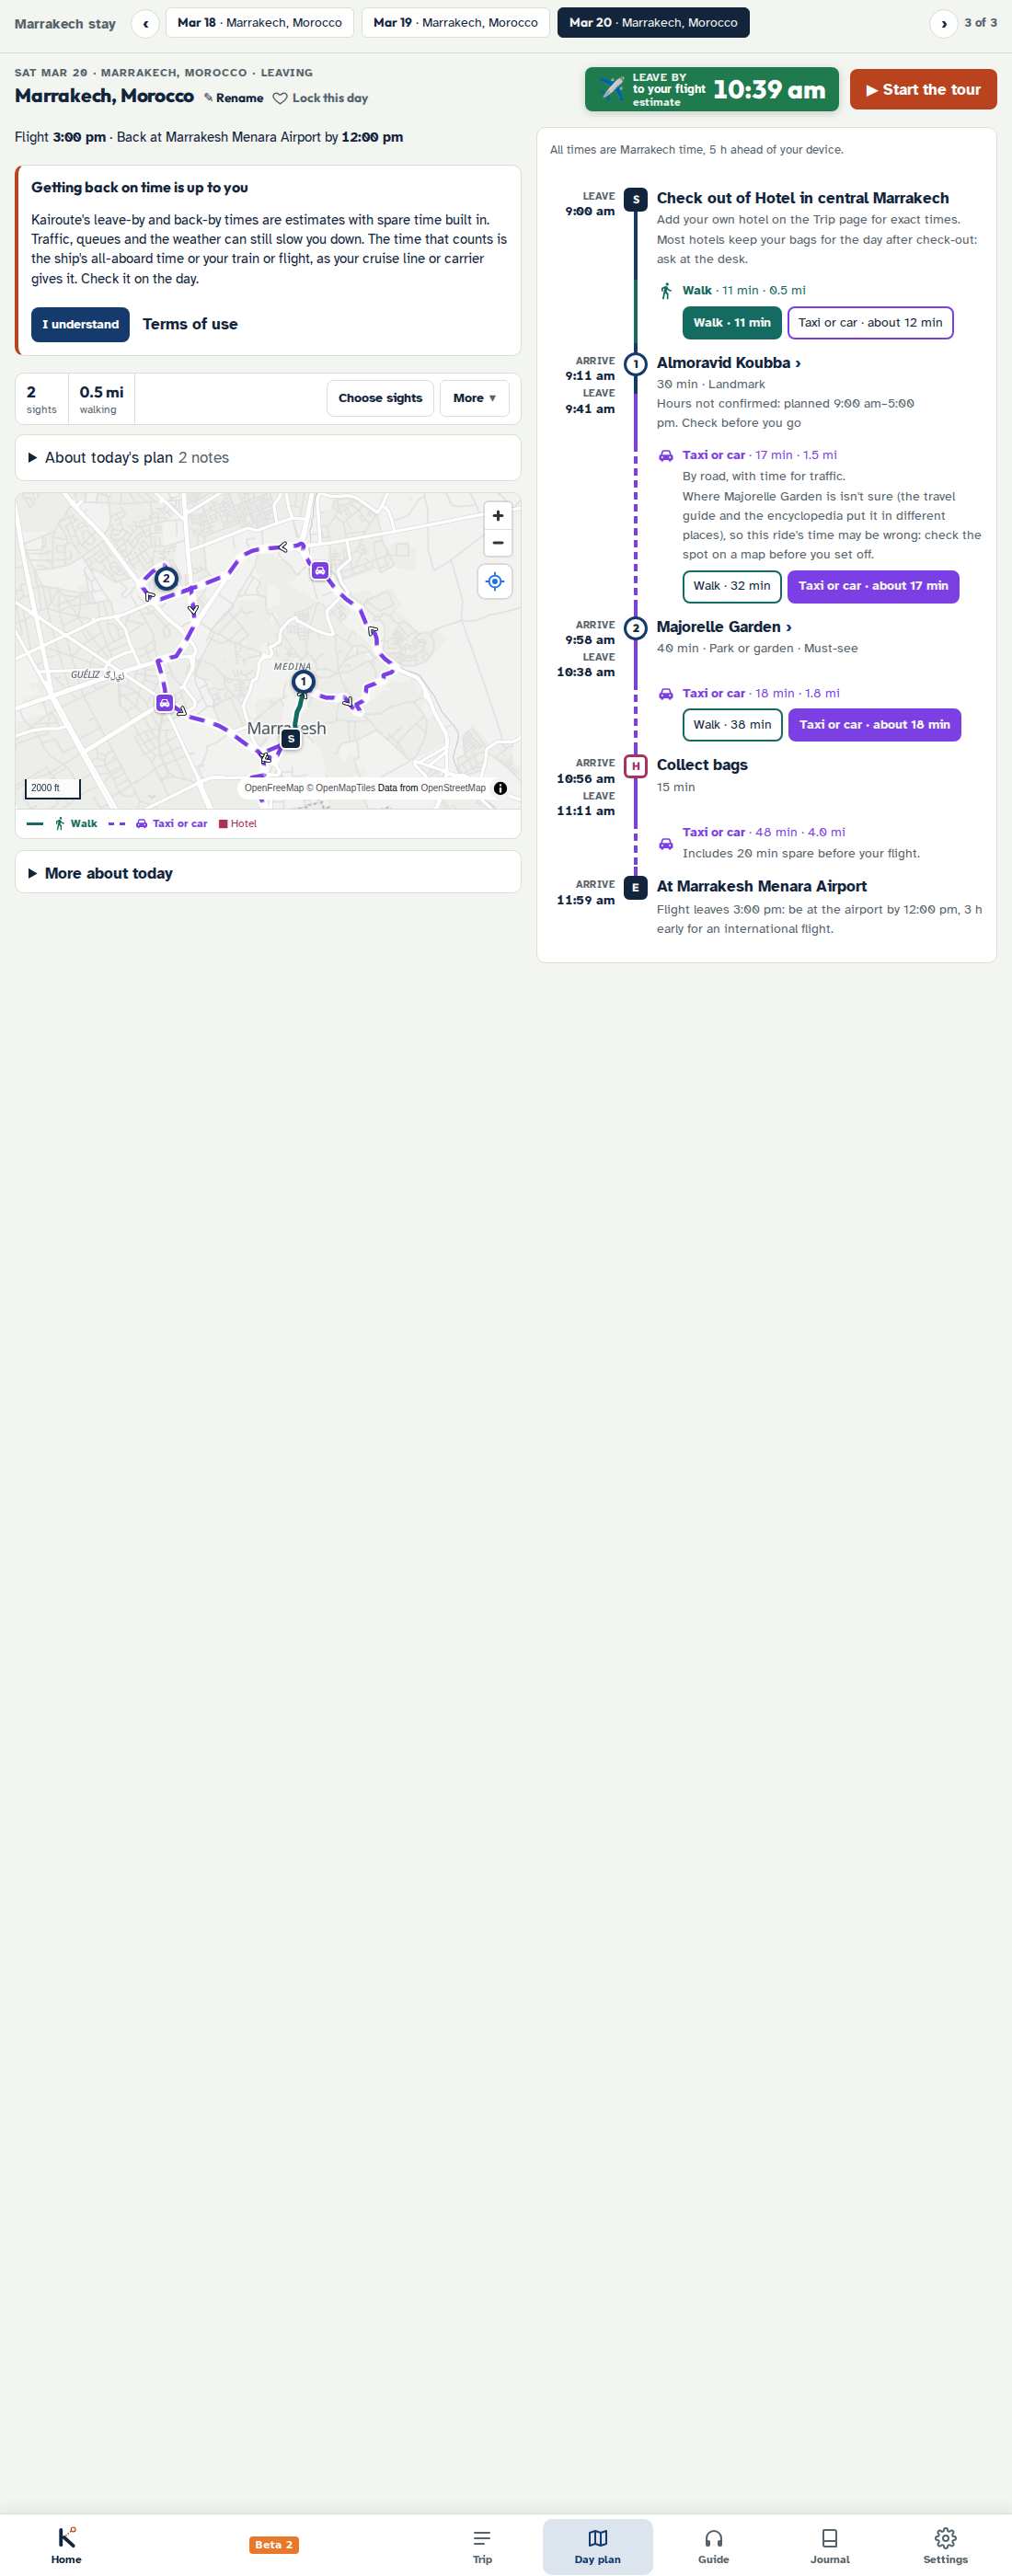 Marrakech stay
‹
Mar 18 · Marrakech, Morocco
Mar 19 · Marrakech, Morocco
Mar 20 · Marrakech, Morocco
›
3 of 3
SAT MAR 20 · MARRAKECH, MOROCCO · LEAVING
Marrakech, Morocco
✎ Rename
Lock this day
LEAVE BY
to your flight
estimate
10:39 am
▶ Start the tour
Flight 3:00 pm · Back at Marrakesh Menara Airport by 12:00 pm
Getting back on time is up to you
Kairoute's leave-by and back-by times are estimates with spare time built in.
Traffic, queues and the weather can still slow you down. The time that counts is
the ship's all-aboard time or your train or flight, as your cruise line or carrier
gives it. Check it on the day.
I understand
Terms of use
2
sights
0.5 mi
walking
Choose sights
More ▼
▶ About today's plan 2 notes
+
−
2
MEDINA
GUÉLIZ
1
S
2000 ft
OpenFreeMap © OpenMapTiles Data from OpenStreetMap
Walk
Taxi or car
Hotel
▶ More about today
All times are Marrakech time, 5 h ahead of your device.
LEAVE
9:00 am
S
Check out of Hotel in central Marrakech
Add your own hotel on the Trip page for exact times.
Most hotels keep your bags for the day after check-out:
ask at the desk.
Walk · 11 min · 0.5 mi
Walk · 11 min
Taxi or car · about 12 min
ARRIVE
9:11 am
LEAVE
9:41 am
1
Almoravid Koubba ›
30 min · Landmark
Hours not confirmed: planned 9:00 am–5:00
pm. Check before you go
Taxi or car · 17 min · 1.5 mi
By road, with time for traffic.
Where Majorelle Garden is isn't sure (the travel
guide and the encyclopedia put it in different
places), so this ride's time may be wrong: check the
spot on a map before you set off.
Walk · 32 min
Taxi or car · about 17 min
ARRIVE
9:58 am
LEAVE
10:38 am
2
Majorelle Garden ›
40 min · Park or garden · Must-see
Taxi or car · 18 min · 1.8 mi
Walk · 38 min
Taxi or car · about 18 min
ARRIVE
10:56 am
LEAVE
11:11 am
H
Collect bags
15 min
Taxi or car · 48 min · 4.0 mi
Includes 20 min spare before your flight.
ARRIVE
11:59 am
E
At Marrakesh Menara Airport
Flight leaves 3:00 pm: be at the airport by 12:00 pm, 3 h
early for an international flight.
Home
Beta 2
Trip
Day plan
Guide
Journal
Settings